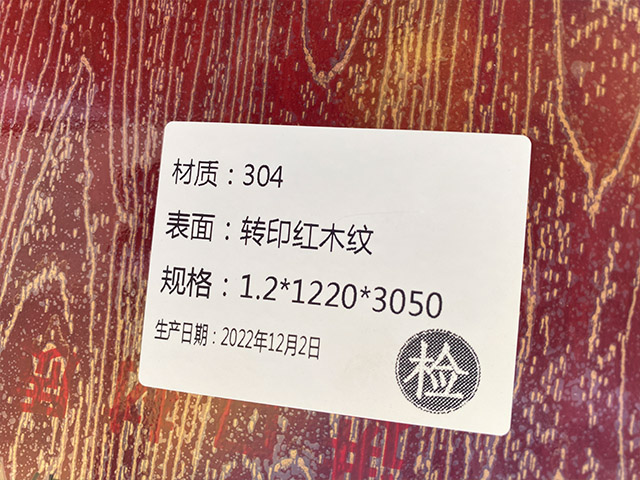 材质：304
表面：转印红木纹
规格：1.2*1220*3050
生产日期：2022年12月2日
检